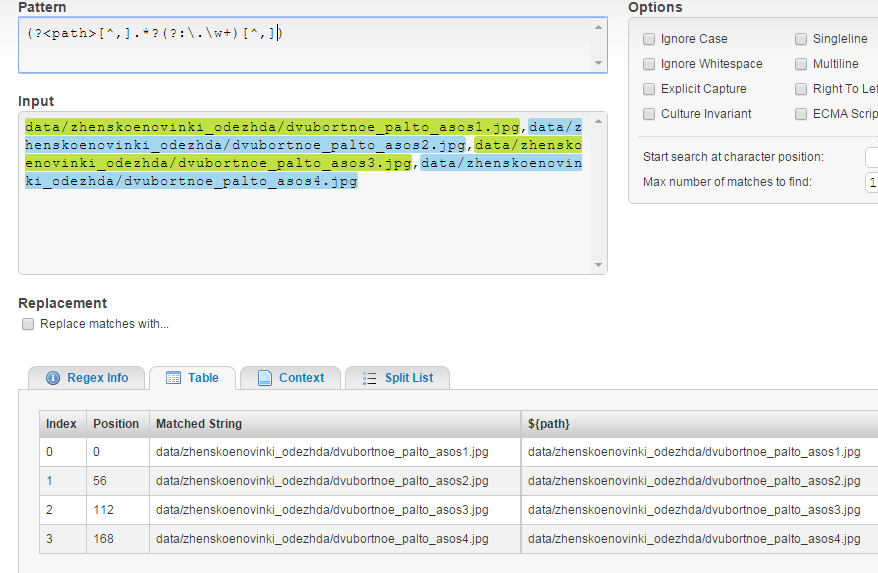 Pattern
(?<path>[^,].*?(?:\.\w+)[^,])
Options
Ignore Case
Singleline
Ignore Whitespace
Multiline
Explicit Capture
Right To Lef
Culture Invariant
ECMA Scrip
Start search at character position:
Max number of matches to find:
1
Input
data/zhenskoenovinki_odezhda/dvubortnoe_palto_asos1.jpg,data/z
henskoenovinki_odezhda/dvubortnoe_palto_asos2.jpg,data/zhensko
enovinki_odezhda/dvubortnoe_palto_asos3.jpg,data/zhenskoenovin
ki_odezhda/dvubortnoe_palto_asos4.jpg
Replacement
Replace matches with...
Regex Info
Table
Context
Split List
Index Position Matched String ${path}
0 0 data/zhenskoenovinki_odezhda/dvubortnoe_palto_asos1.jpg data/zhenskoenovinki_odezhda/dvubortnoe_palto_asos1.jpg
1 56 data/zhenskoenovinki_odezhda/dvubortnoe_palto_asos2.jpg data/zhenskoenovinki_odezhda/dvubortnoe_palto_asos2.jpg
2 112 data/zhenskoenovinki_odezhda/dvubortnoe_palto_asos3.jpg data/zhenskoenovinki_odezhda/dvubortnoe_palto_asos3.jpg
3 168 data/zhenskoenovinki_odezhda/dvubortnoe_palto_asos4.jpg data/zhenskoenovinki_odezhda/dvubortnoe_palto_asos4.jpg